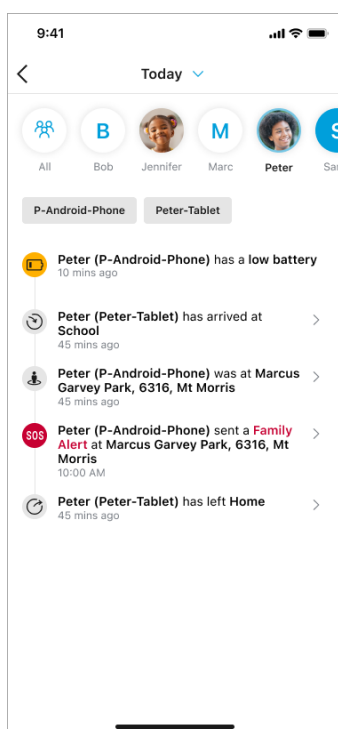 9:41
Today
B
M
S
All
Bob
Jennifer
Marc
Peter
P-Android-Phone
Peter-Tablet
Peter (P-Android-Phone) has a low battery
10 mins ago
Peter (Peter-Tablet) has arrived at
School
45 mins ago
Peter (P-Android-Phone) was at Marcus
Garvey Park, 6316, Mt Morris
45 mins ago
SOS
Peter (P-Android-Phone) sent a Family
Alert at Marcus Garvey Park, 6316, Mt
Morris
10:00 AM
Peter (Peter-Tablet) has left Home
45 mins ago